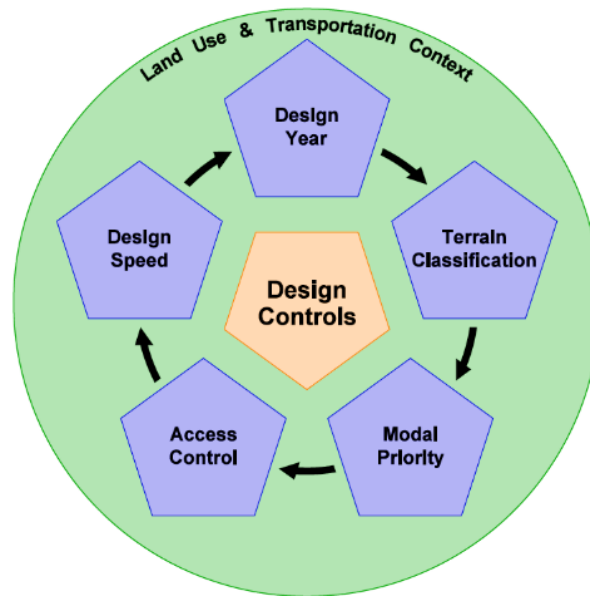 Land Use & Transportation Context
Design
Year
Terrain
Classification
Modal
Priority
Access
Control
Design
Speed
Design
Controls